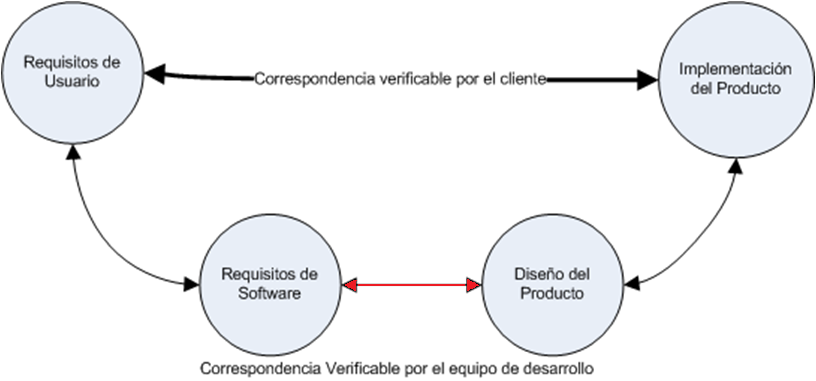 Requisitos de
Usuario
Correspondencia verificable por el cliente
Implementación
del Producto
Requisitos de
Software
Diseño del
Producto
Correspondencia Verificable por el equipo de desarrollo